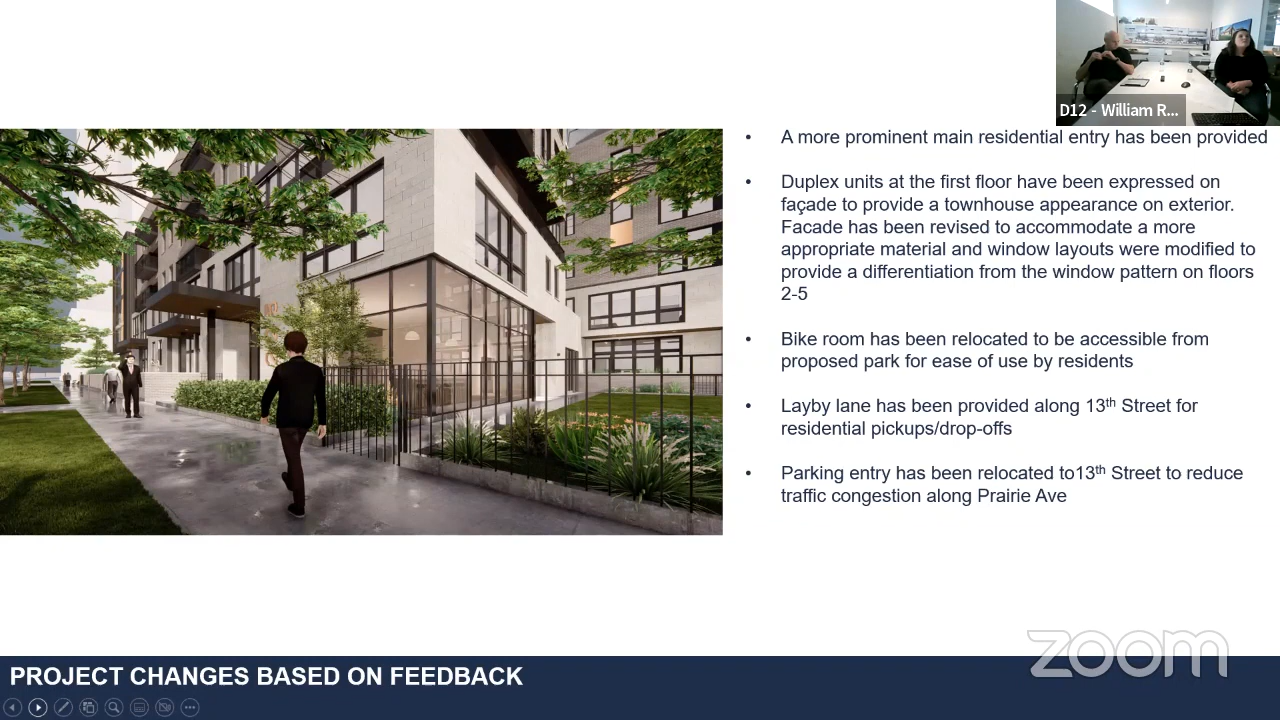 D12 - William R...
• A more prominent main residential entry has been provided
• Duplex units at the first floor have been expressed on
façade to provide a townhouse appearance on exterior.
Facade has been revised to accommodate a more
appropriate material and window layouts were modified to
provide a differentiation from the window pattern on floors
2-5
• Bike room has been relocated to be accessible from
proposed park for ease of use by residents
• Layby lane has been provided along 13th Street for
residential pickups/drop-offs
• Parking entry has been relocated to13th Street to reduce
traffic congestion along Prairie Ave
zoom
PROJECT CHANGES BASED ON FEEDBACK